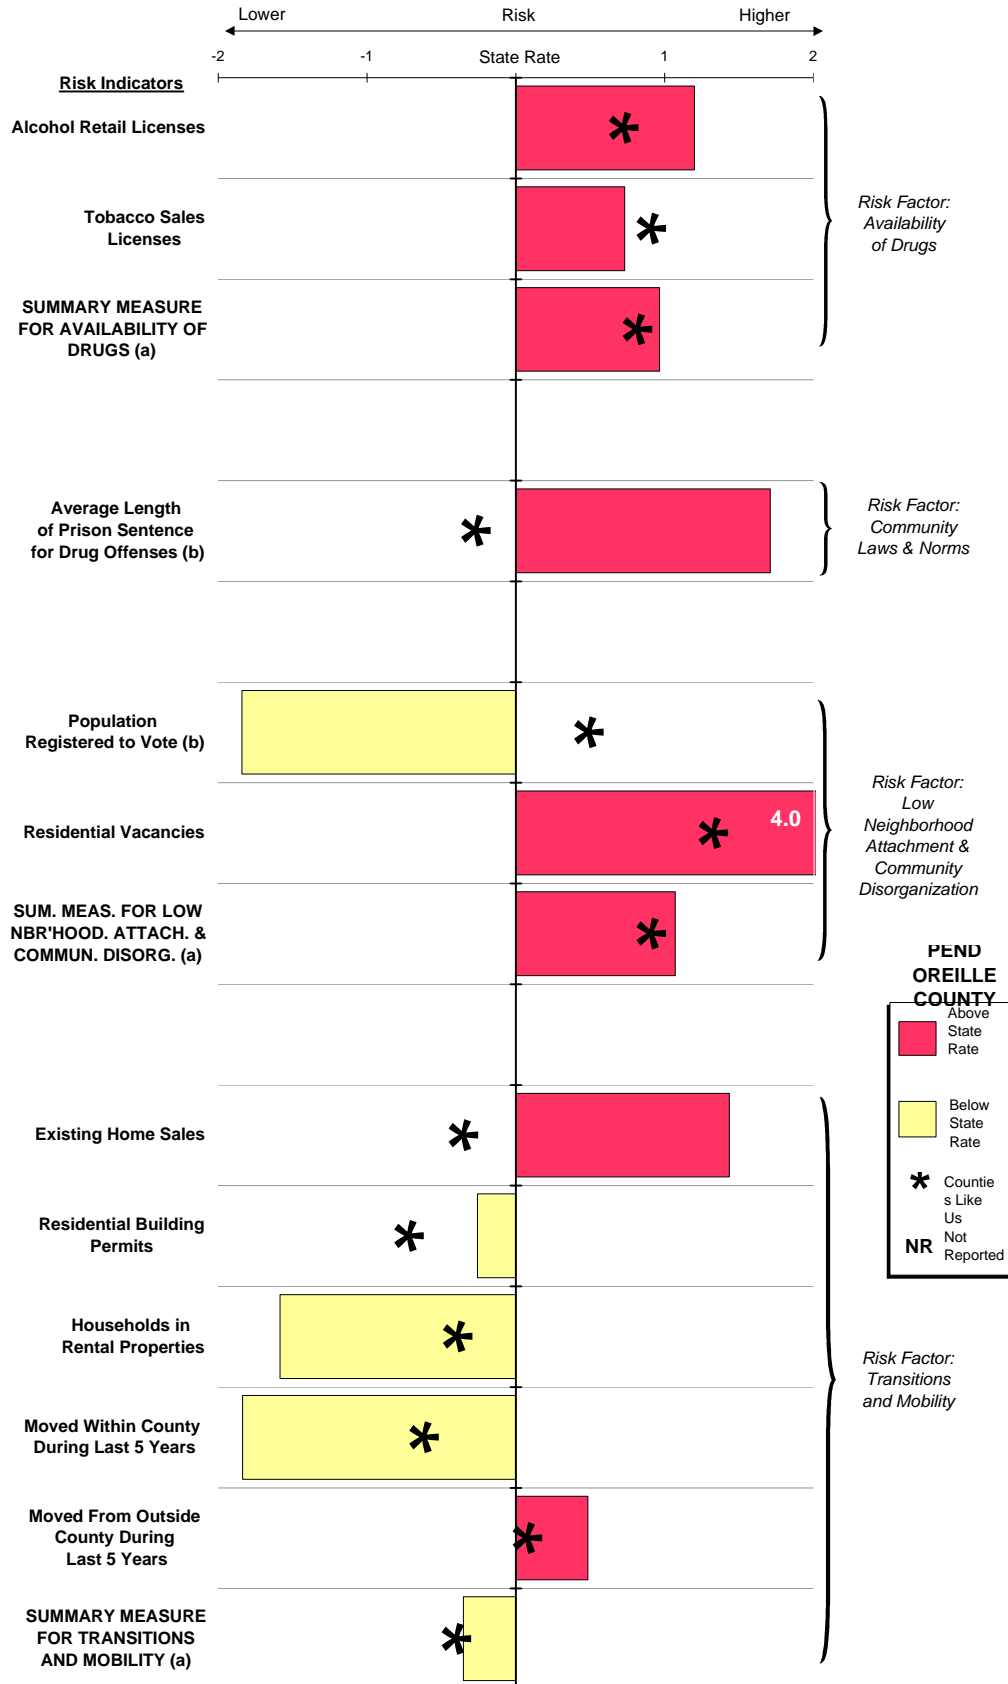 Lower Risk Higher
-2 -1 State Rate 1 2
Risk Indicators
Alcohol Retail Licenses
Tobacco Sales
Licenses
SUMMARY MEASURE
FOR AVAILABILITY OF
DRUGS (a)
Risk Factor:
Availability
of Drugs
Average Length
of Prison Sentence
for Drug Offenses (b)
Risk Factor:
Community
Laws & Norms
Population
Registered to Vote (b)
Residential Vacancies
4.0
SUM. MEAS. FOR LOW
NBR'HOOD. ATTACH. &
COMMUN. DISORG. (a)
Risk Factor:
Low
Neighborhood
Attachment &
Community
Disorganization
PEND
OREILLE
COUNTY
Above
State
Rate
Below
State
Rate
Countie
s Like
Us
NR Not
Reported
Existing Home Sales
Residential Building
Permits
Households in
Rental Properties
Moved Within County
During Last 5 Years
Moved From Outside
County During
Last 5 Years
SUMMARY MEASURE
FOR TRANSITIONS
AND MOBILITY (a)
Risk Factor:
Transitions
and Mobility